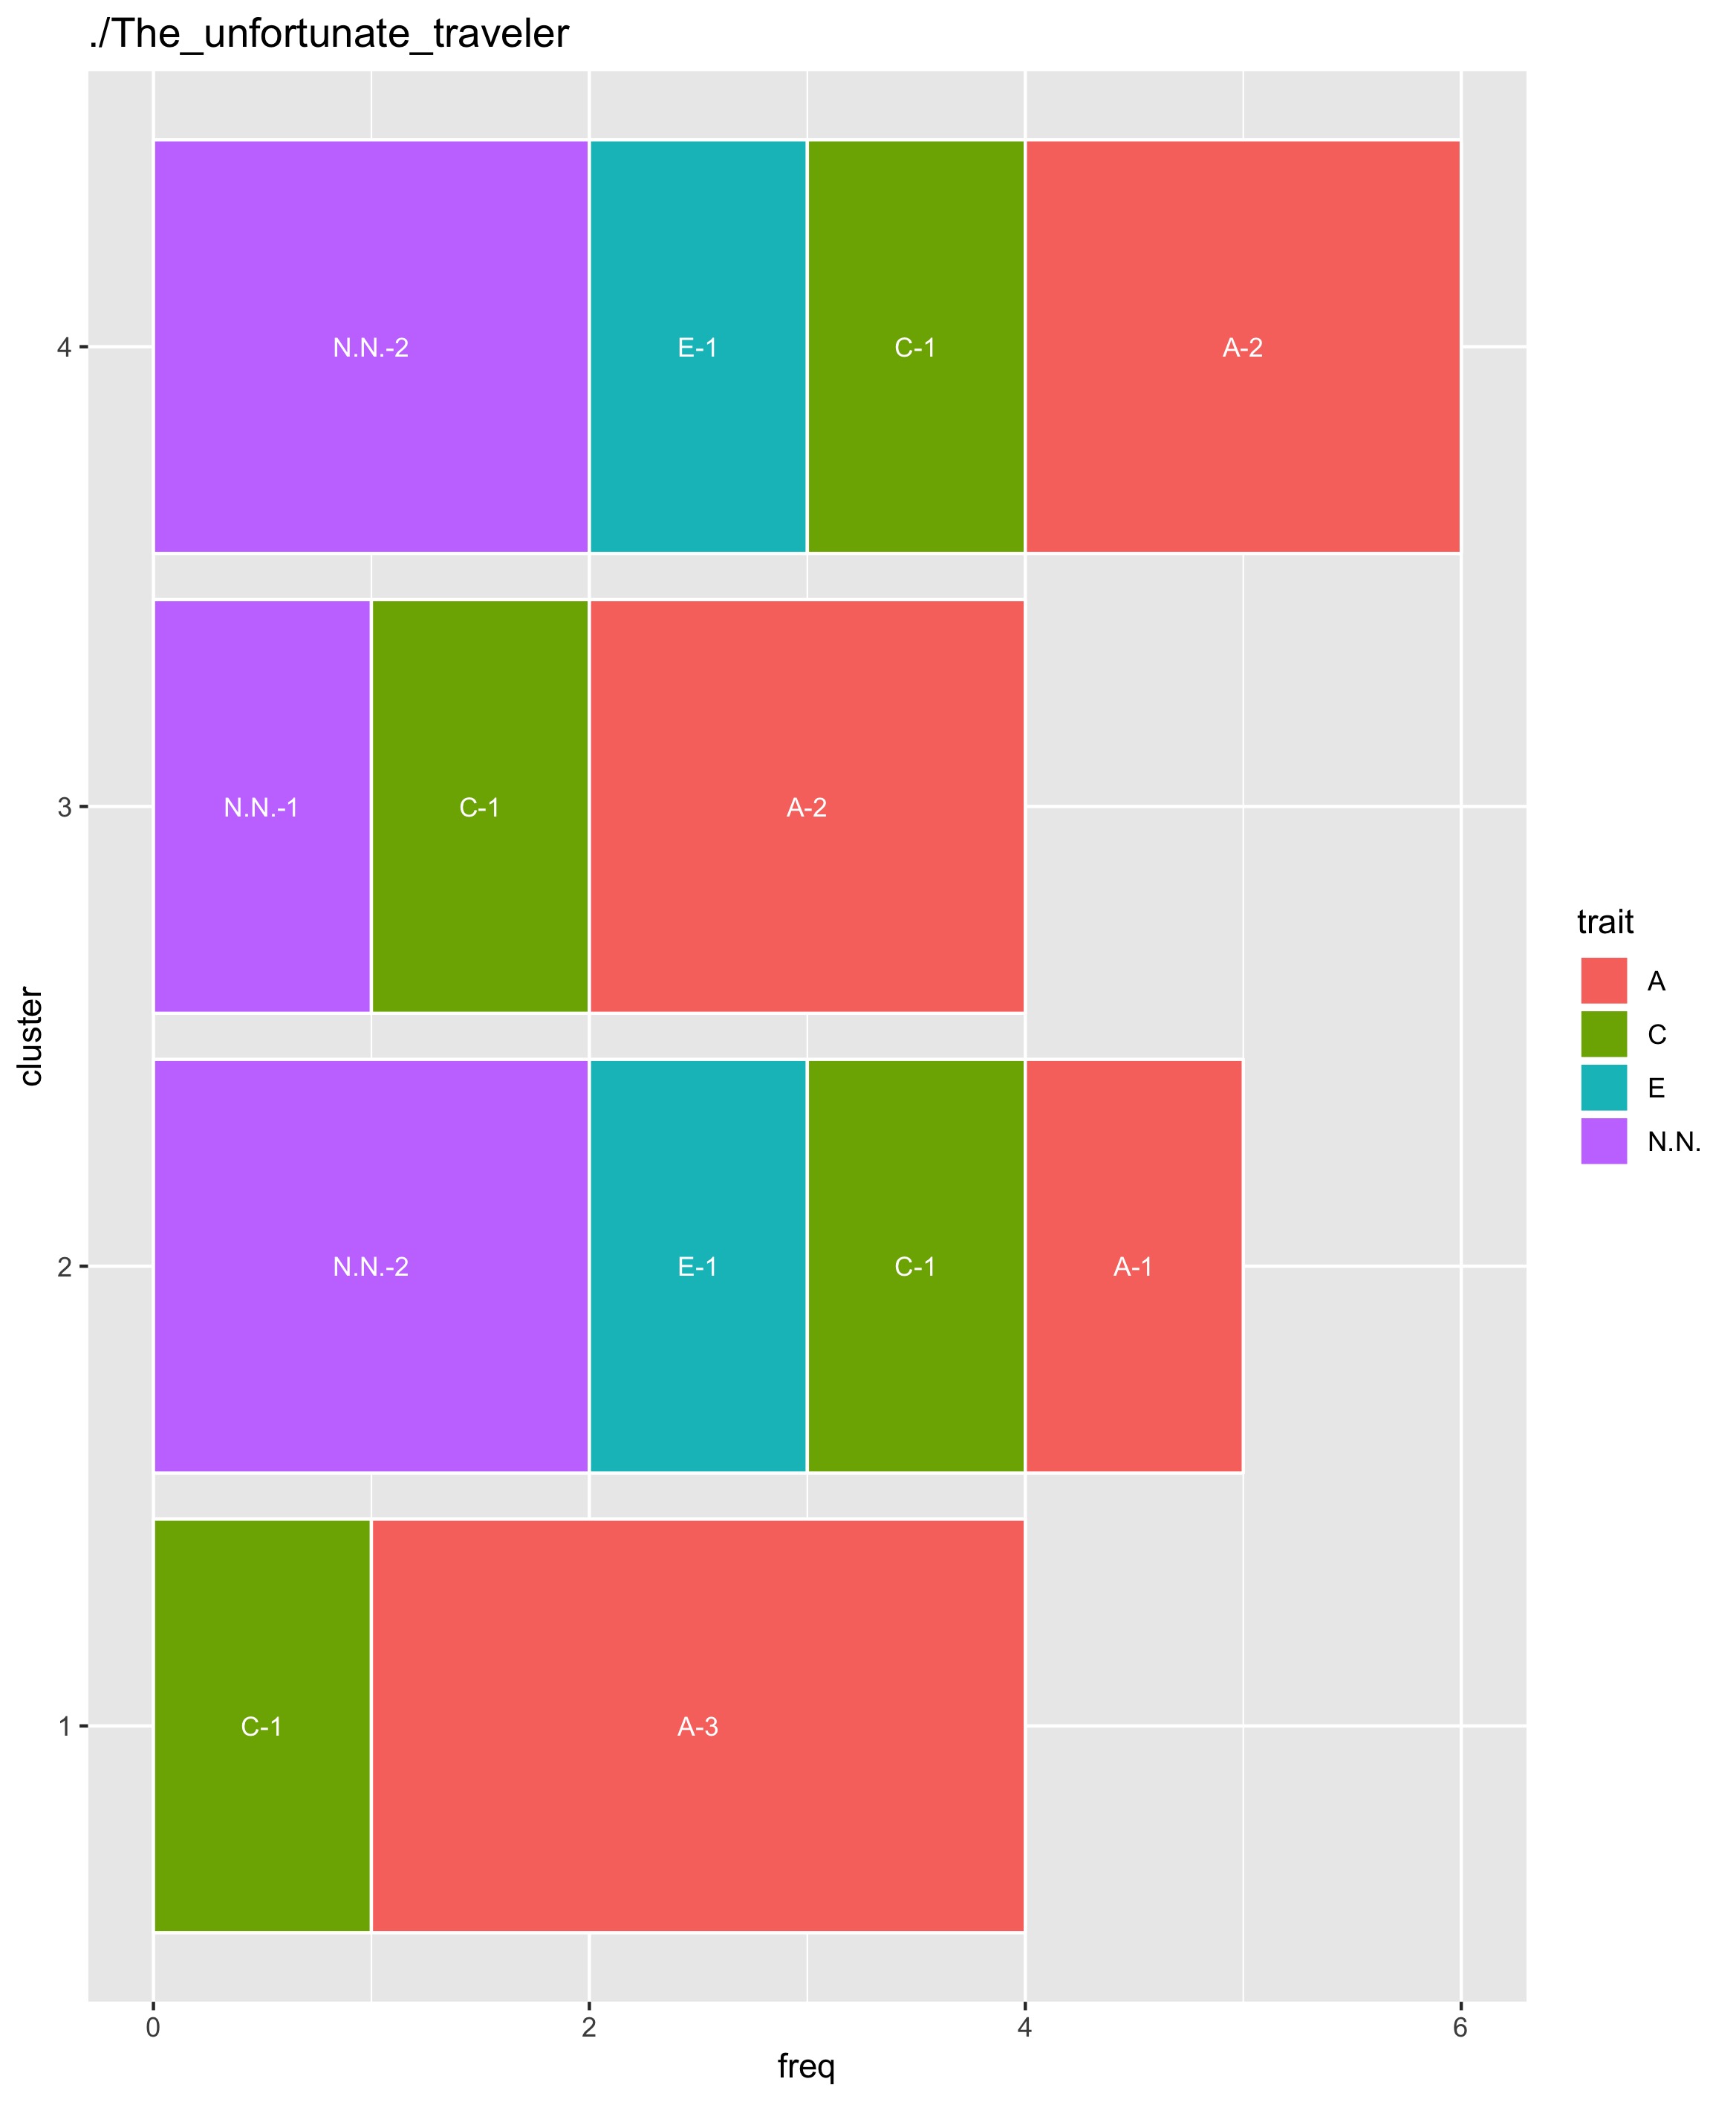 ./The_unfortunate_traveler
4
N.N.-2 E-1 C-1 A-2
3
N.N.-1 C-1 A-2
2
N.N.-2 E-1 C-1 A-1
1
C-1 A-3
cluster
0 2 4 6
freq
trait
A
C
E
N.N.